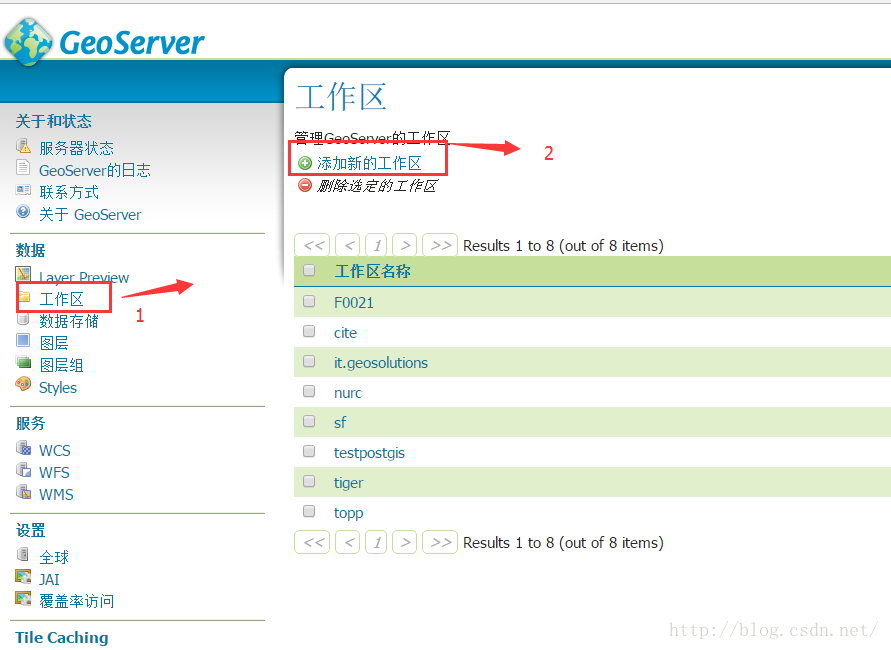 GeoServer
关于和状态
服务器状态
GeoServer的日志
联系方式
关于 GeoServer
数据
Layer Preview
工作区
1
数据存储
图层
图层组
Styles
服务
WCS
WFS
WMS
设置
全球
JAI
覆盖率访问
Tile Caching
工作区
管理GeoServer的工作区
添加新的工作区
2
删除选定的工作区
<< < 1 > >> Results 1 to 8 (out of 8 items)
工作区名称
F0021
cite
it.geosolutions
nurc
sf
testpostgis
tiger
topp
<< < 1 > >> Results 1 to 8 (out of 8 items)
http://blog.csdn.net/